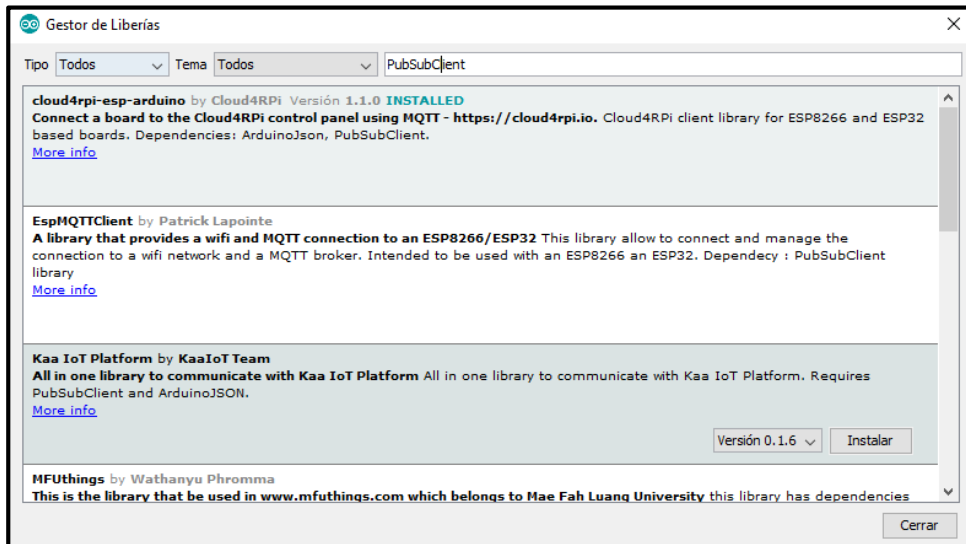 Gestor de Liberías
Tipo Todos Tema Todos PubSubClient
cloud4rpi-esp-arduino by Cloud4RPi Versión 1.1.0 INSTALLED
Connect a board to the Cloud4RPi control panel using MQTT - https://cloud4rpi.io. Cloud4RPi client library for ESP8266 and ESP32
based boards. Dependencies: ArduinoJson, PubSubClient.
More info
EspMQTTClient by Patrick Lapointe
A library that provides a wifi and MQTT connection to an ESP8266/ESP32 This library allow to connect and manage the
connection to a wifi network and a MQTT broker. Intended to be used with an ESP8266 an ESP32. Dependecy : PubSubClient
library
More info
Kaa IoT Platform by KaaIoT Team
All in one library to communicate with Kaa IoT Platform All in one library to communicate with Kaa IoT Platform. Requires
PubSubClient and ArduinoJSON.
More info
Versión 0.1.6 Instalar
MFUthings by Wathanyu Phromma
This is the library that be used in www.mfuthings.com which belongs to Mae Fah Luang University this library has dependencies
Cerrar